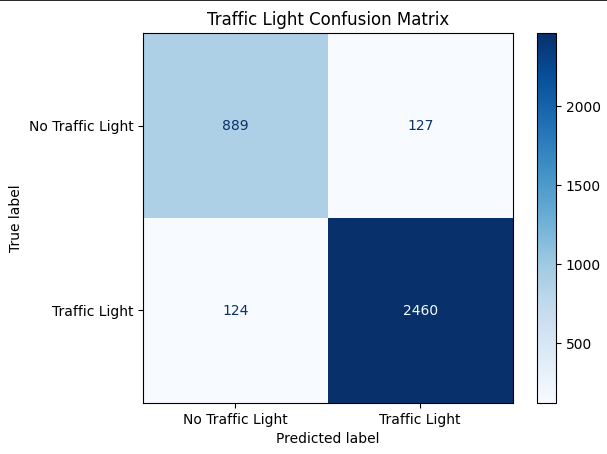 Traffic Light Confusion Matrix
True label
No Traffic Light
889
127
Traffic Light
124
2460
No Traffic Light
Traffic Light
Predicted label
2000
1500
1000
500